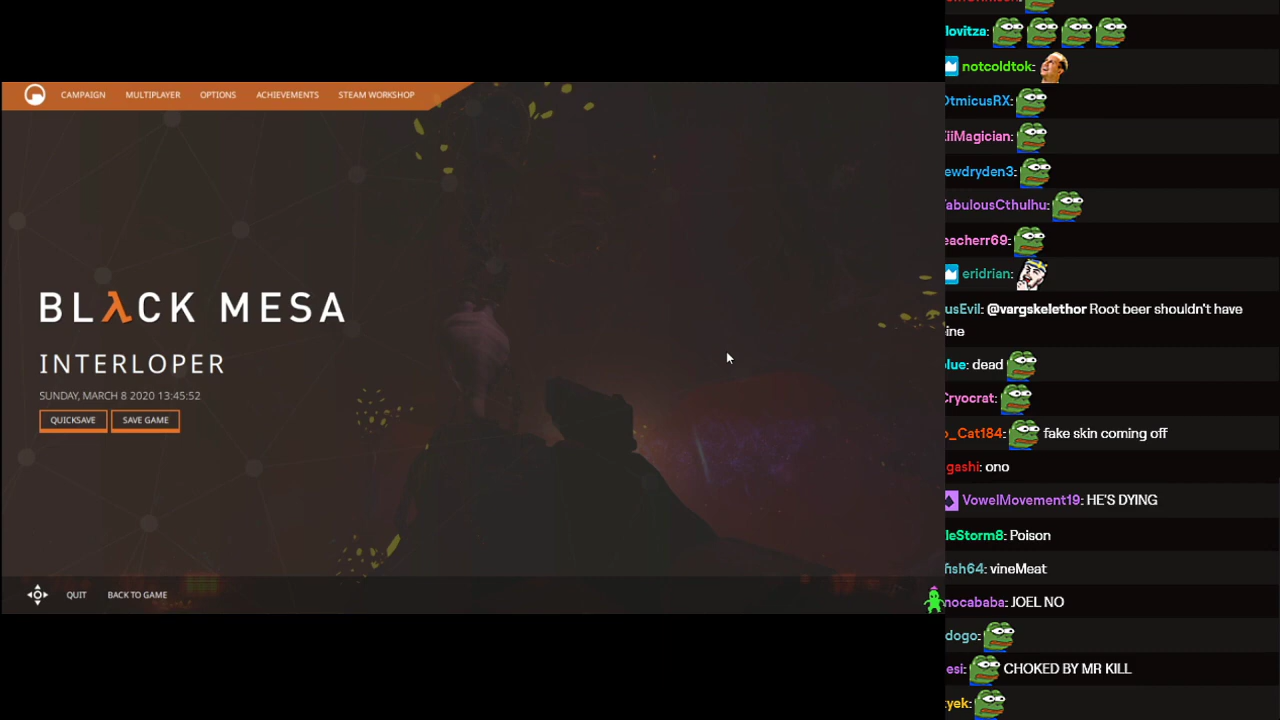 CAMPAIGN MULTIPLAYER OPTIONS ACHIEVEMENTS STEAM WORKSHOP
BLλCK MESA
INTERLOPER
SUNDAY, MARCH 8 2020 13:45:52
QUICKSAVE SAVE GAME
QUIT BACK TO GAME
lovitza:
notcoldtok:
OtmicusRX:
KiiMagician:
ewdryden3:
FabulousCthulhu:
eacherr69:
eridrian:
usEvil: @vargskelethor Root beer shouldn't have
ine
blue: dead
Cryocrat:
o_Cat184: fake skin coming off
gashi: ono
VowelMovement19: HE'S DYING
leStorm8: Poison
fish64: vineMeat
nocababa: JOEL NO
dogo:
esi: CHOKED BY MR KILL
tyek: